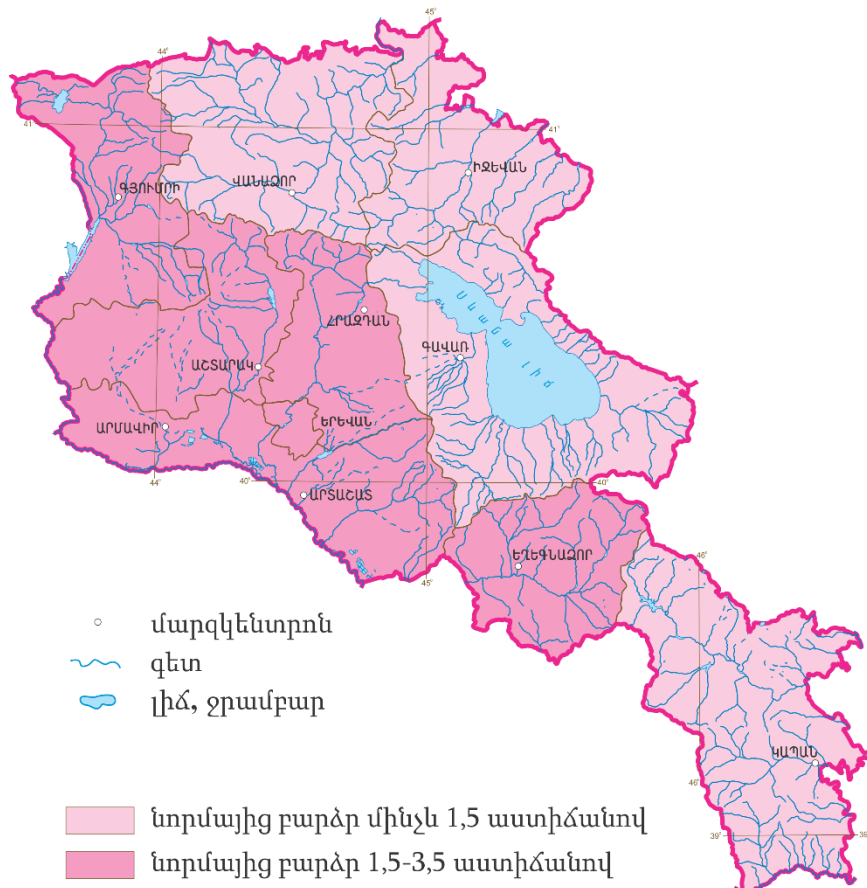 45°
44°
41°
41°
ԳՅՈՒՄՐԻ
ՎԱՆԱՁՈՐ
ԻՋԵՎԱՆ
Սևանա լիճ
ՀՐԱԶԴԱՆ
ԳԱՎԱՌ
ԱՇՏԱՐԱԿ
ԱՐՄԱՎԻՐ
ԵՐԵՎԱՆ
44°
40°
40°
ԱՐՏԱՇԱՏ
ԵՂԵԳՆԱՁՈՐ
45°
46°
մարզկենտրոն
գետ
լիճ, ջրամբար
ԿԱՊԱՆ
46°
նորմայից բարձր մինչև 1,5 աստիճանով
39°
նորմայից բարձր 1,5-3,5 աստիճանով